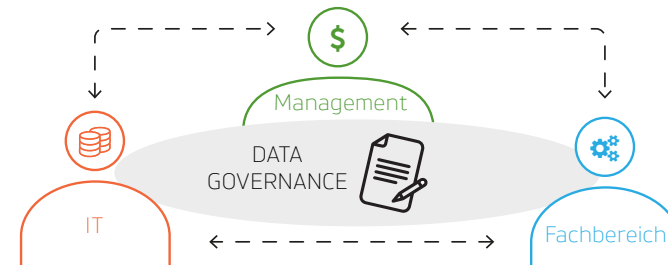 $
Management
DATA
GOVERNANCE
IT
Fachbereich